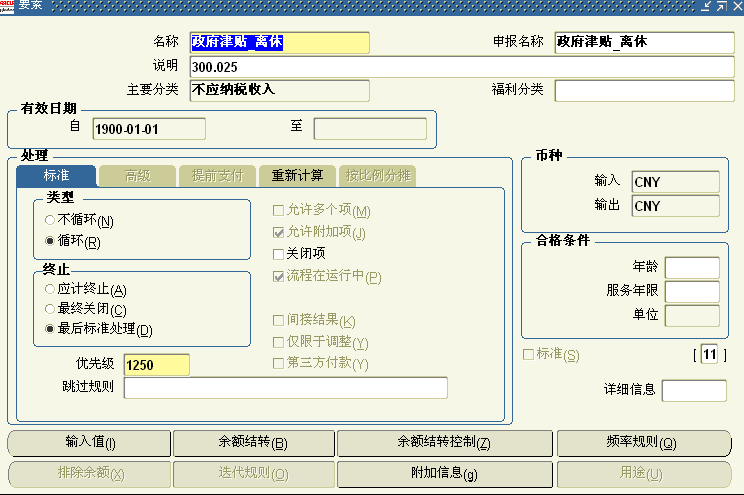 ORACLE
要素
名称 政府津贴_离休 申报名称 政府津贴_离休
说明 300.025
主要分类 不应纳税收入 福利分类
有效日期
自 1900-01-01 至
处理
标准 高级 提前支付 重新计算 按比例分摊
币种
输入 CNY
输出 CNY
类型
不循环(N)
循环(R)
终止
应计终止(A)
最终关闭(C)
最后标准处理(D)
允许多个项(M)
允许附加项(J)
关闭项
流程在运行中(P)
间接结果(K)
仅限于调整(Y)
第三方付款(Y)
优先级 1250
跳过规则
合格条件
年龄
服务年限
单位
标准(S) [ 11 ]
详细信息
输入值(I) 余额结转(B) 余额结转控制(Z) 频率规则(Q)
排除余额(X) 迭代规则(O) 附加信息(g) 用途(U)